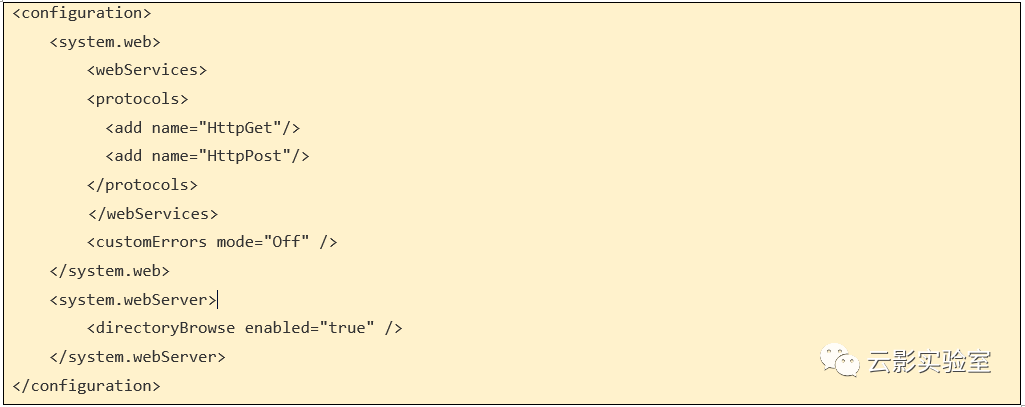 <configuration>
    <system.web>
        <webServices>
        <protocols>
          <add name="HttpGet"/>
          <add name="HttpPost"/>
        </protocols>
        </webServices>
        <customErrors mode="Off" />
    </system.web>
    <system.webServer>
        <directoryBrowse enabled="true" />
    </system.webServer>
</configuration>
云影实验室